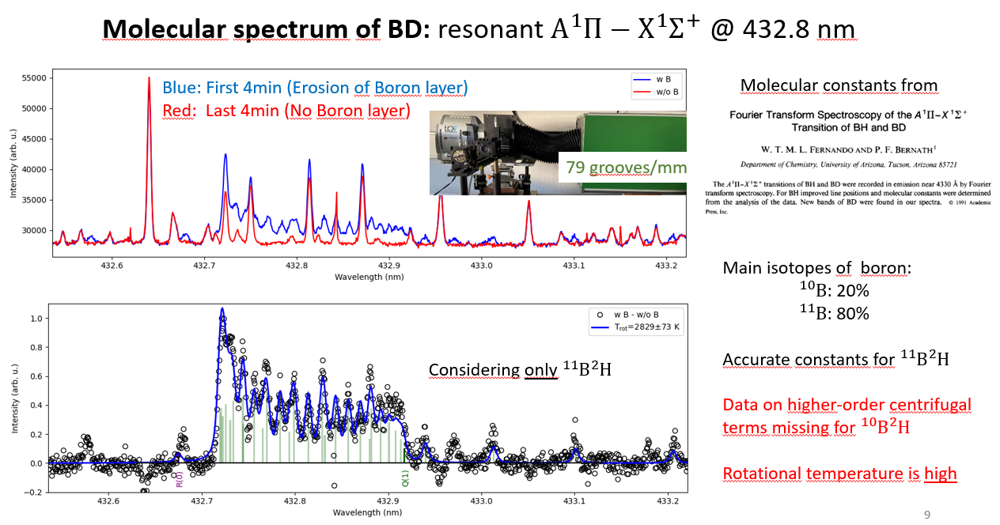 Molecular spectrum of BD: resonant A¹Π − X¹Σ⁺ @ 432.8 nm
Blue: First 4min (Erosion of Boron layer)
Red: Last 4min (No Boron layer)
w B
w/o B
79 grooves/mm
Intensity (arb. u.)
55000
50000
45000
40000
35000
30000
432.6
432.7
432.8
432.9
433.0
433.1
433.2
Wavelength (nm)
w B - w/o B
T_rot=2829±73 K
Considering only ¹¹B²H
Intensity (arb. u.)
1.0
0.8
0.6
0.4
0.2
0.0
−0.2
R(0)
Q(1)
432.6
432.7
432.8
432.9
433.0
433.1
433.2
Wavelength (nm)
Molecular constants from
Fourier Transform Spectroscopy of the A¹Π–X¹Σ⁺
Transition of BH and BD
W. T. M. L. FERNANDO AND P. F. BERNATH¹
Department of Chemistry, University of Arizona, Tucson, Arizona 85721
The A¹Π–X¹Σ⁺ transitions of BH and BD were recorded in emission near 4330 Å by Fourier
transform spectroscopy. For BH improved line positions and molecular constants were determined
from the analysis of the data. New bands of BD were found in our spectra. © 1991 Academic
Press, Inc.
Main isotopes of boron:
¹⁰B: 20%
¹¹B: 80%
Accurate constants for ¹¹B²H
Data on higher-order centrifugal
terms missing for ¹⁰B²H
Rotational temperature is high
9